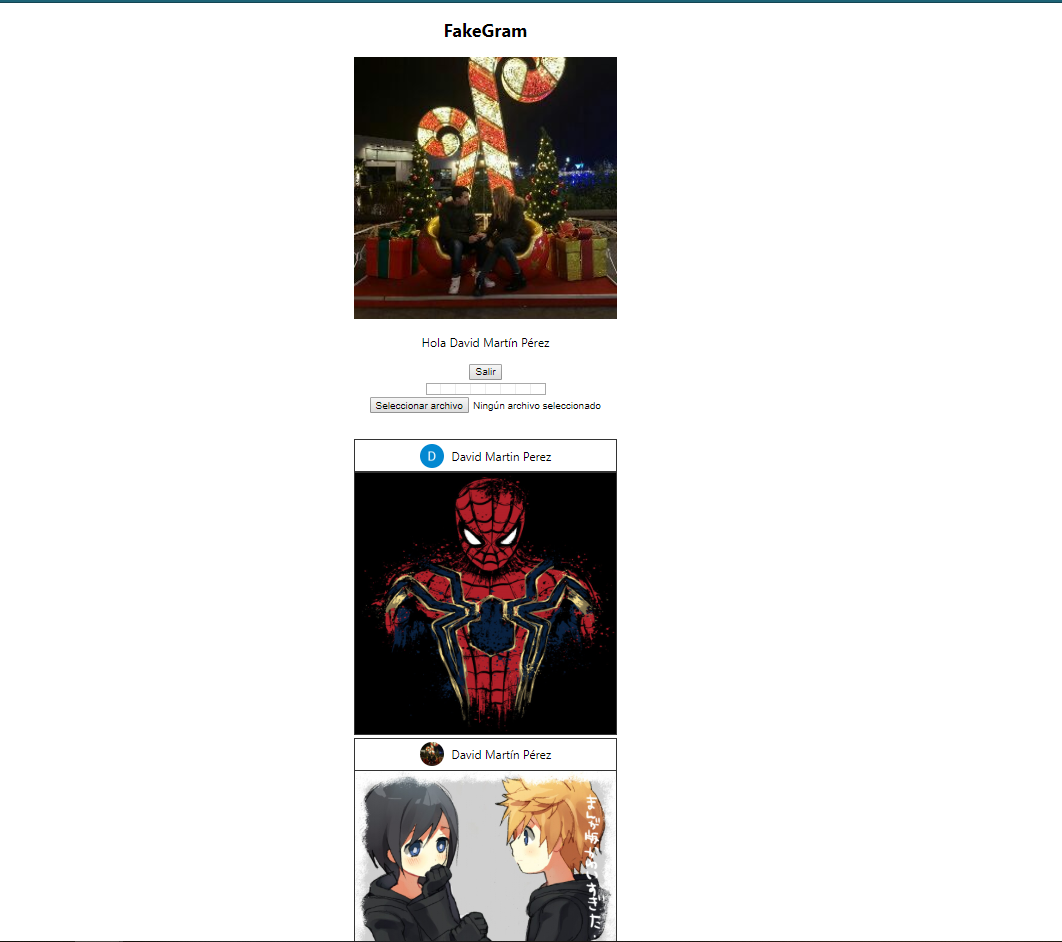 FakeGram
Hola David Martín Pérez
Salir
Seleccionar archivo Ningún archivo seleccionado
D David Martin Perez
David Martín Pérez